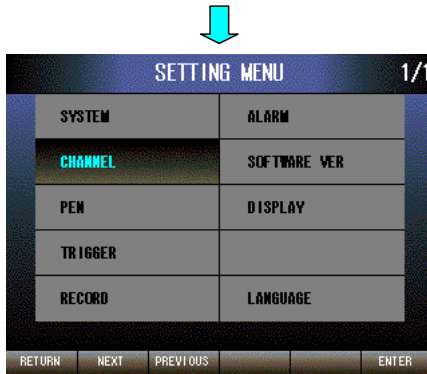 SETTING MENU 1/1
SYSTEM ALARM
CHANNEL SOFTWARE VER
PEN DISPLAY
TRIGGER
RECORD LANGUAGE
RETURN NEXT PREVIOUS ENTER